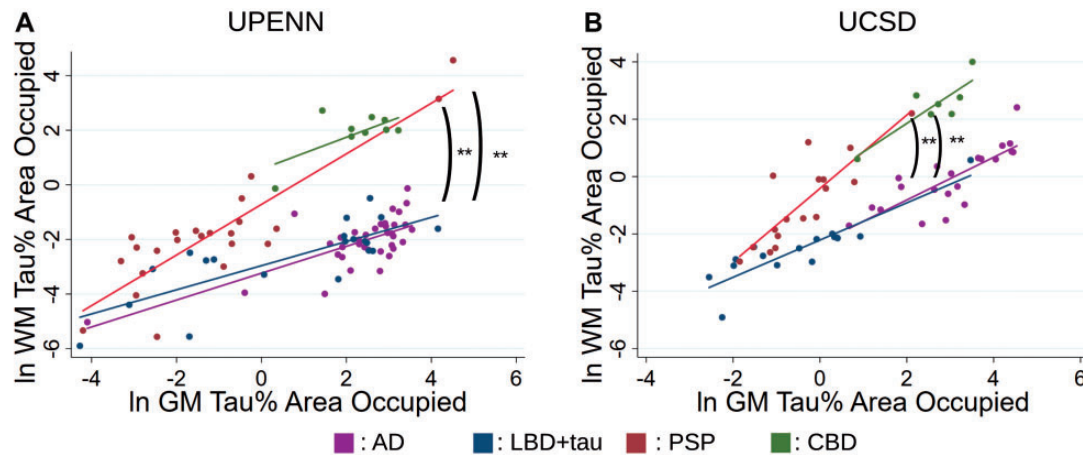 A UPENN
ln WM Tau% Area Occupied
4
2
0
-2
-4
-6
**
**
-4 -2 0 2 4 6
ln GM Tau% Area Occupied
B UCSD
ln WM Tau% Area Occupied
4
2
0
-2
-4
-6
**
**
-4 -2 0 2 4 6
ln GM Tau% Area Occupied
: AD : LBD+tau : PSP : CBD